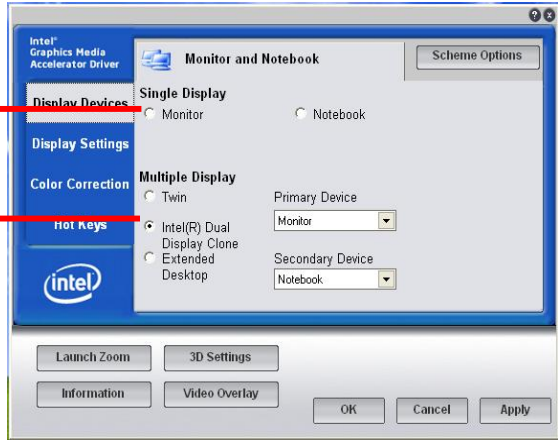 Intel®
Graphics Media
Accelerator Driver
Monitor and Notebook
Scheme Options
Display Devices
Display Settings
Color Correction
Hot Keys
intel
Single Display
Monitor
Notebook
Multiple Display
Twin
Intel(R) Dual
Display Clone
Extended
Desktop
Primary Device
Monitor
Secondary Device
Notebook
Launch Zoom
3D Settings
Information
Video Overlay
OK
Cancel
Apply